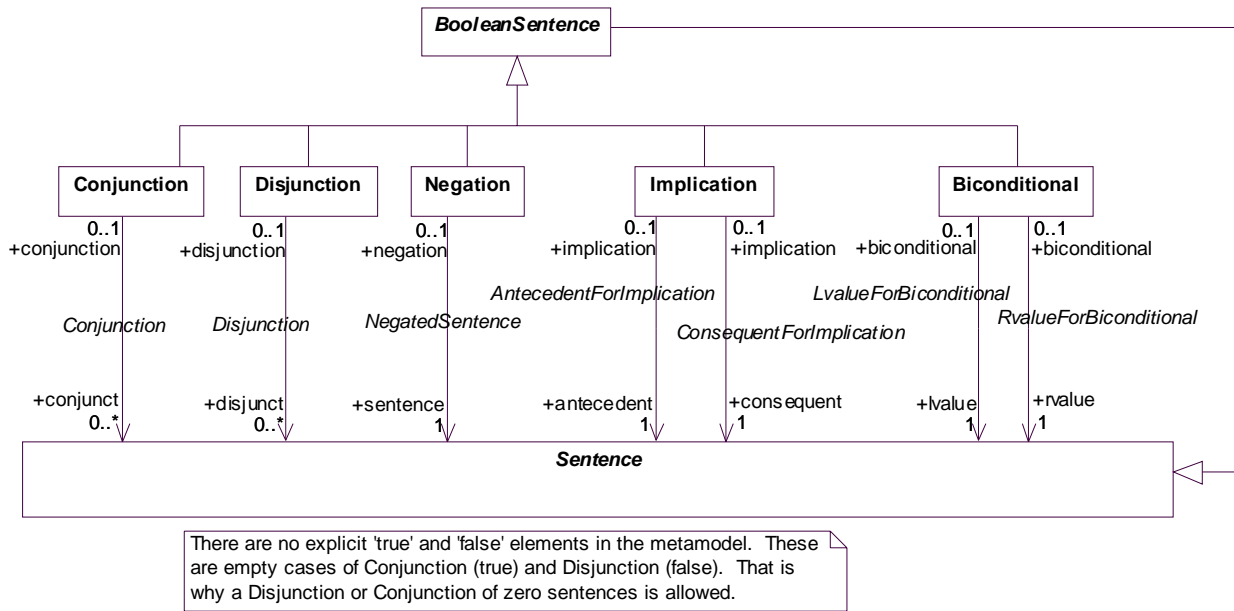 BooleanSentence
Conjunction Disjunction Negation Implication Biconditional
0..1 0..1 0..1 0..1 0..1 0..1 0..1
+conjunction +disjunction +negation +implication +implication +biconditional +biconditional
AntecedentForImplication LvalueForBiconditional
Conjunction Disjunction NegatedSentence ConsequentForImplication RvalueForBiconditional
+conjunct +disjunct +sentence +antecedent +consequent +lvalue +rvalue
0..* 0..* 1 1 1 1 1
Sentence
There are no explicit 'true' and 'false' elements in the metamodel. These
are empty cases of Conjunction (true) and Disjunction (false). That is
why a Disjunction or Conjunction of zero sentences is allowed.